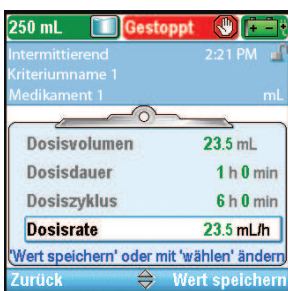 250 mL Gestoppt
Intermittierend 2:21 PM
Kriteriumname 1
Medikament 1 mL
Dosisvolumen 23.5 mL
Dosisdauer 1 h 0 min
Dosiszyklus 6 h 0 min
Dosisrate 23.5 mL/h
'Wert speichern' oder mit 'wählen' ändern
Zurück Wert speichern